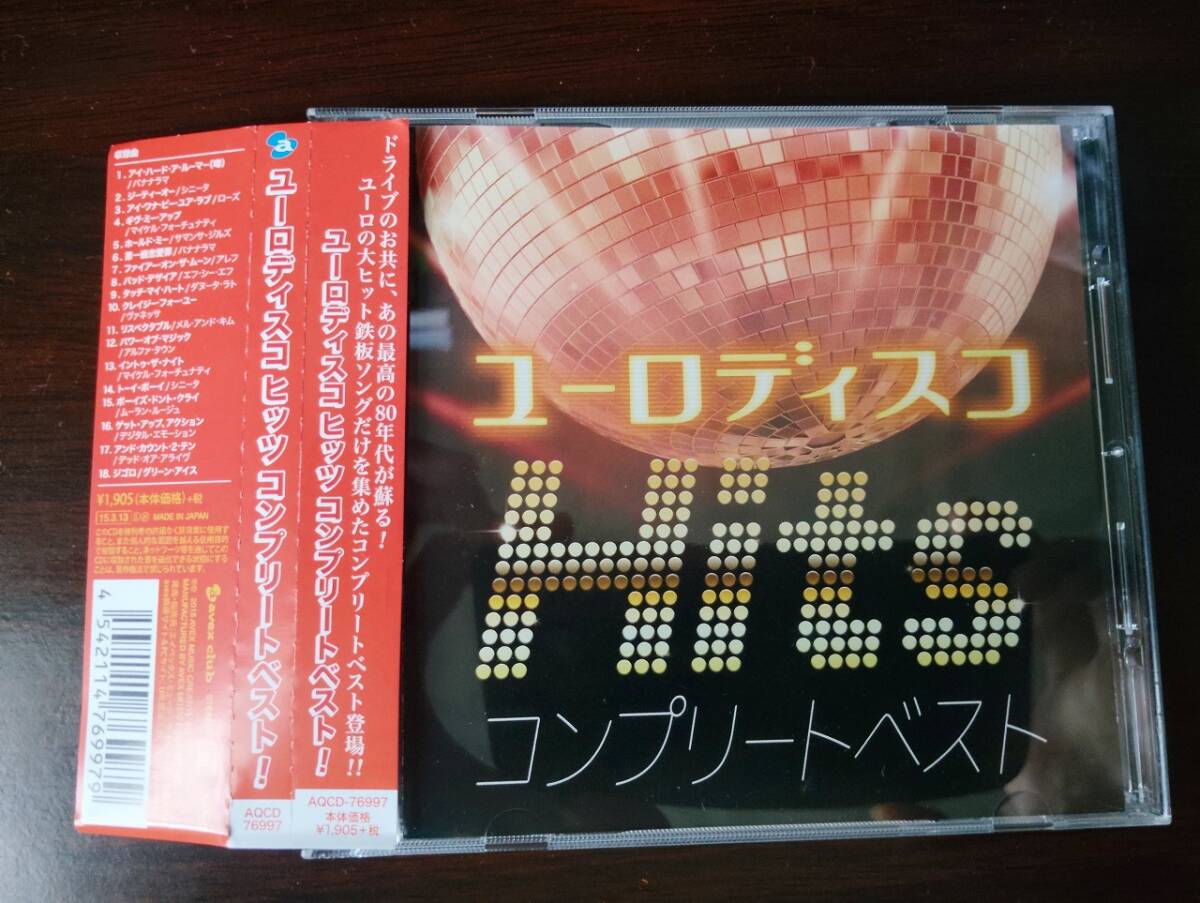 収録曲
1. アイ・ハード・ア・ルーマー(噂)
/バナナラマ
2. ジーティーオー/シニータ
3. アイ・ワナ・ビー・ユア・ラブ/ローズ
4. ギヴ・ミー・アップ
/マイケル・フォーチュナティ
5. ホールド・ミー/サマンサ・ジルズ
6. 第一級恋愛罪/バナナラマ
7. ファイアー・オン・ザ・ムーン/アレフ
8. バッド・デザイア/エフ・シー・エフ
9. タッチ・マイ・ハート/ダヌータ・ラト
10. クレイジー・フォー・ユー
/ヴァネッサ
11. リスペクタブル/メル・アンド・キム
12. パワー・オブ・マジック
/アルファ・タウン
13. イントゥ・ザ・ナイト
/マイケル・フォーチュナティ
14. トーイ・ボーイ/シニータ
15. ボーイズ・ドント・クライ
/ムーラン・ルージュ
16. ゲット・アップ、アクション
/デジタル・エモーション
17. アンド・カウント・2・テン
/デッド・オア・アライヴ
18. ジゴロ/グリーン・アイス
¥1,905(本体価格)+税
15.3.13 MADE IN JAPAN
avex club
2015 AVEX MUSIC CREATIVE
MANUFACTURED BY AVEX
4 542114 769979
a
ユーロディスコ ヒッツ コンプリートベスト!
AQCD
76997
ドライブのお共に、あの最高の80年代が蘇る!
ユーロの大ヒット鉄板ソングだけを集めたコンプリートベスト登場!!
ユーロディスコ ヒッツ コンプリートベスト!
AQCD-76997
本体価格
¥1,905+税
ユーロディスコ
Hits
コンプリートベスト